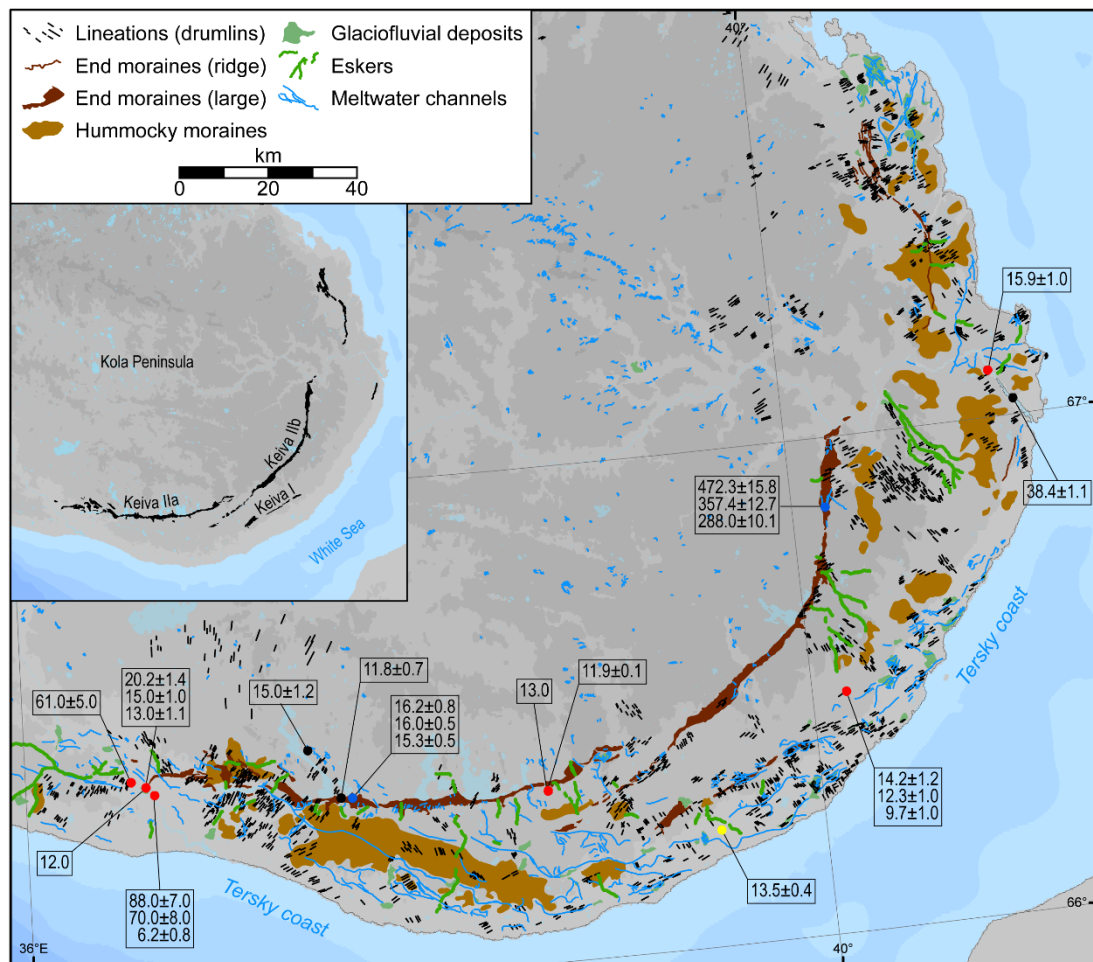 Lineations (drumlins)
End moraines (ridge)
End moraines (large)
Hummocky moraines
Glaciofluvial deposits
Eskers
Meltwater channels
km
0 20 40
40°
Kola Peninsula
Keiva IIa
Keiva IIb
Keiva I
White Sea
15.9±1.0
67°
38.4±1.1
472.3±15.8
357.4±12.7
288.0±10.1
Tersky coast
61.0±5.0
20.2±1.4
15.0±1.0
13.0±1.1
15.0±1.2
11.8±0.7
16.2±0.8
16.0±0.5
15.3±0.5
13.0
11.9±0.1
14.2±1.2
12.3±1.0
9.7±1.0
12.0
88.0±7.0
70.0±8.0
6.2±0.8
Tersky coast
13.5±0.4
66°
36°E
40°